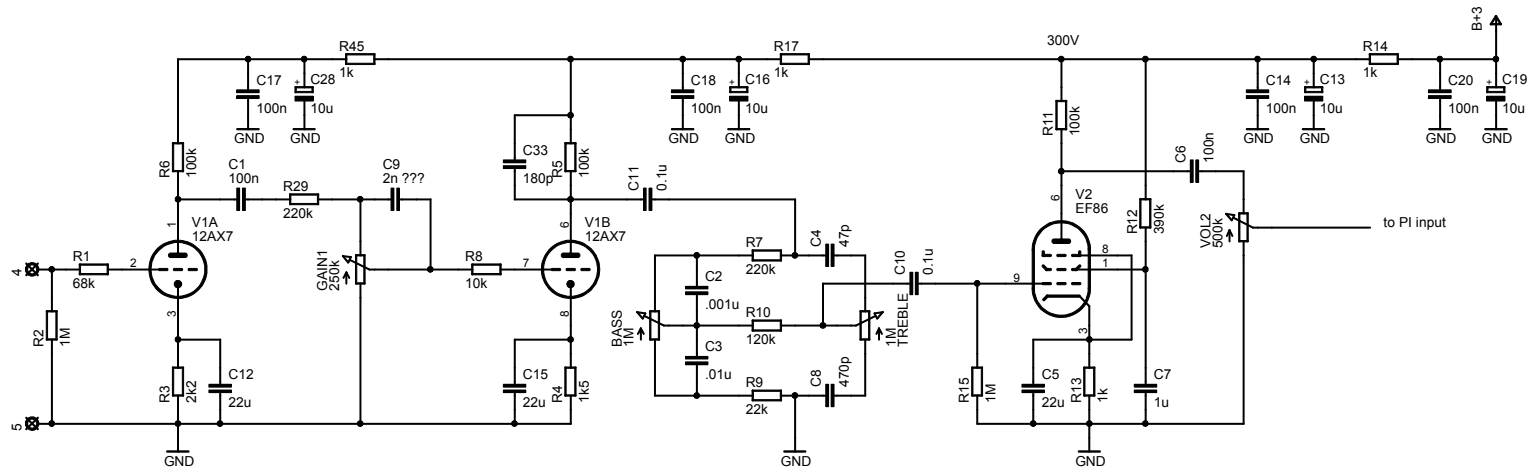 B+3
R45
1k
R17
1k
300V
R14
1k
C17
100n
GND
+
C28
10u
GND
C18
100n
GND
+
C16
10u
GND
C14
100n
GND
+
C13
10u
GND
C20
100n
GND
+
C19
10u
GND
R6
100k
C1
100n
R29
220k
C9
2n ???
C33
180p
R5
100k
C11
0.1u
R11
100k
C6
100n
1
V1A
12AX7
2
3
4
R1
68k
R2
1M
GAIN1
250k
R8
10k
6
V1B
12AX7
7
8
R7
220k
C4
47p
C2
.001u
BASS
1M
R10
120k
C3
.01u
1M
TREBLE
R9
22k
C8
470p
C10
0.1u
6
V2
EF86
8
1
9
3
R12
390k
VOL2
500k
to PI input
R3
2k2
C12
22u
C15
22u
R4
1k5
R15
1M
C5
22u
R13
1k
C7
1u
5
GND
GND
GND